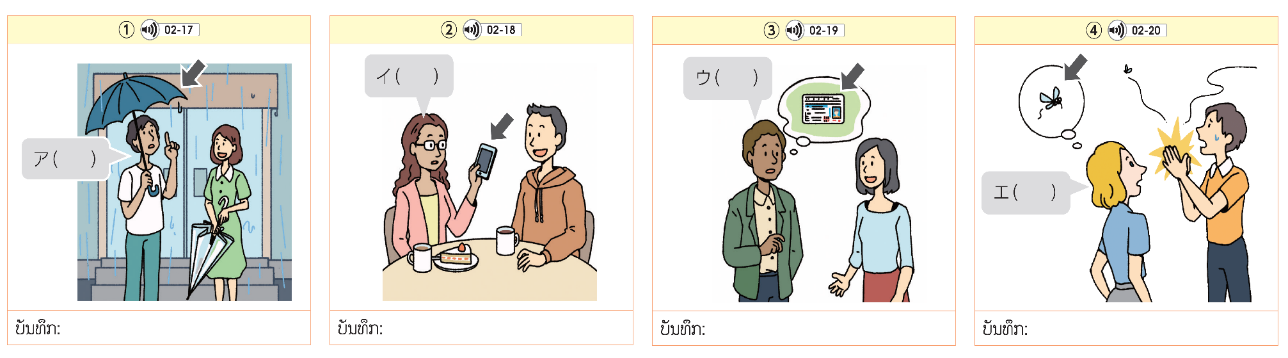 ① 02-17
ア(　　)
ບັນທຶກ:
② 02-18
イ(　　)
ບັນທຶກ:
③ 02-19
ウ(　　)
ບັນທຶກ:
④ 02-20
エ(　　)
ບັນທຶກ: